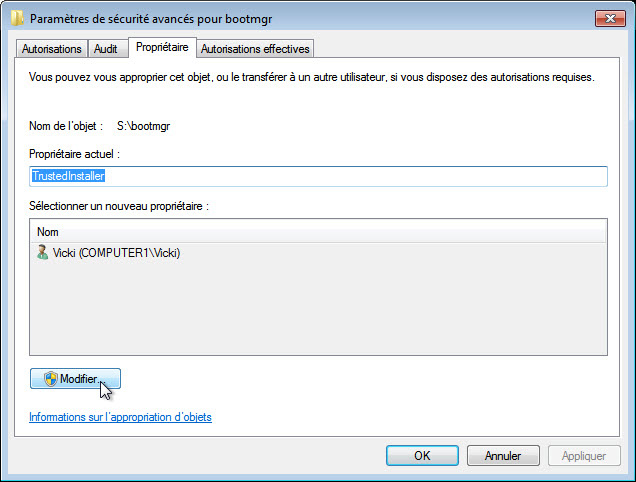 Paramètres de sécurité avancés pour bootmgr
Autorisations Audit Propriétaire Autorisations effectives
Vous pouvez vous approprier cet objet, ou le transférer à un autre utilisateur, si vous disposez des autorisations requises.
Nom de l'objet : S:\bootmgr
Propriétaire actuel :
TrustedInstaller
Sélectionner un nouveau propriétaire :
Nom
Vicki (COMPUTER1\Vicki)
Modifier...
Informations sur l'appropriation d'objets
OK Annuler Appliquer